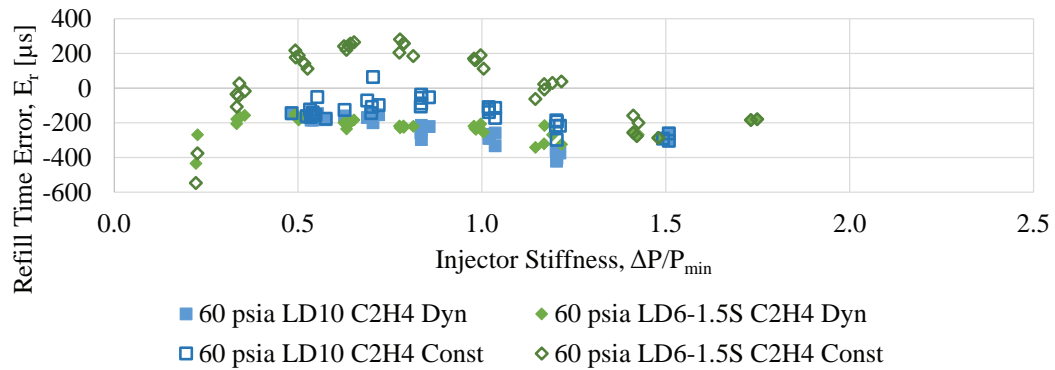 400
200
0
-200
-400
-600
Refill Time Error, E_r [µs]
0.0 0.5 1.0 1.5 2.0 2.5
Injector Stiffness, ΔP/P_min
60 psia LD10 C2H4 Dyn
60 psia LD6-1.5S C2H4 Dyn
60 psia LD10 C2H4 Const
60 psia LD6-1.5S C2H4 Const